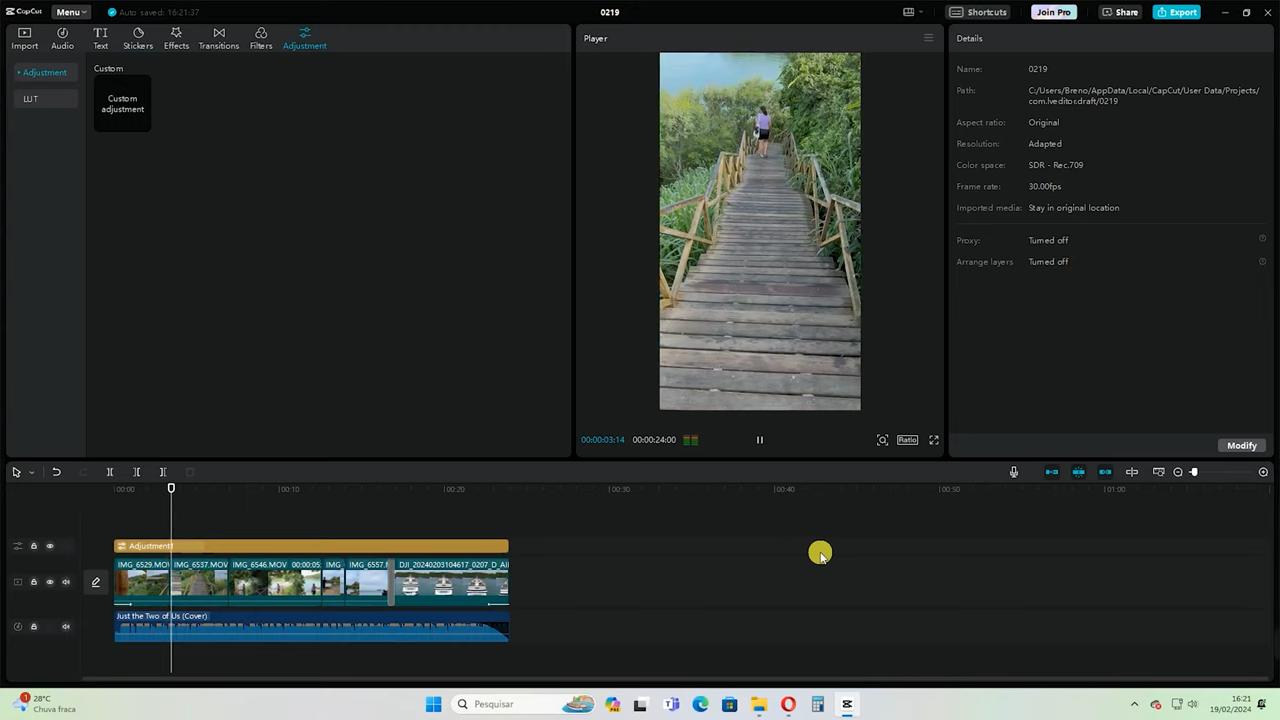 CapCut
Menu
Auto saved: 16:21:37
0219
Shortcuts
Join Pro
Share
Export
Import
Audio
Text
Stickers
Effects
Transitions
Filters
Adjustment
Adjustment
LUT
Custom
Custom
adjustment
Player
00:00:03:14
00:00:24:00
Ratio
Details
Name:
0219
Path:
C:/Users/Breno/AppData/Local/CapCut/User Data/Projects/
com.lveditor.draft/0219
Aspect ratio:
Original
Resolution:
Adapted
Color space:
SDR - Rec.709
Frame rate:
30.00fps
Imported media:
Stay in original location
Proxy:
Turned off
Arrange layers
Turned off
Modify
00:00
00:10
00:20
00:30
00:40
00:50
01:00
Adjustment1
IMG_6529.MOV
IMG_6537.MOV
IMG_6546.MOV 00:00:05:
IMG
IMG_6557.
DJI_20240203104617_0207_D_A
Just the Two of Us (Cover)
1
28°C
Chuva fraca
Pesquisar
16:21
19/02/2024